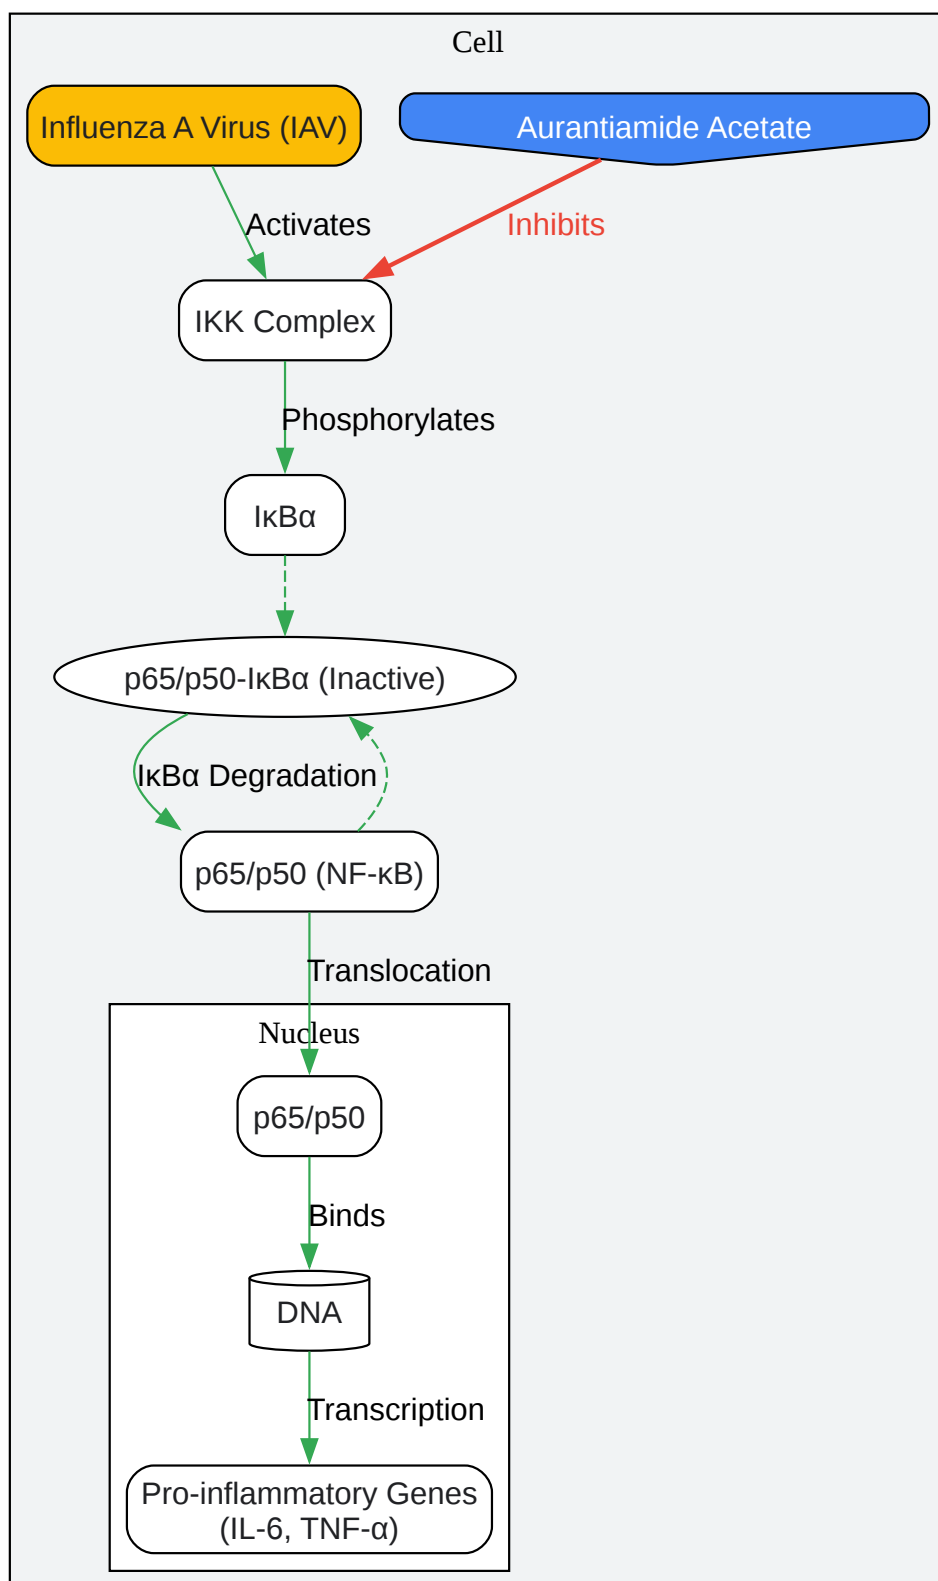 Cell
Influenza A Virus (IAV)
Aurantiamide Acetate
Activates
Inhibits
IKK Complex
Phosphorylates
IκBα
p65/p50-IκBα (Inactive)
IκBα Degradation
p65/p50 (NF-κB)
Translocation
Nucleus
p65/p50
Binds
DNA
Transcription
Pro-inflammatory Genes
(IL-6, TNF-α)